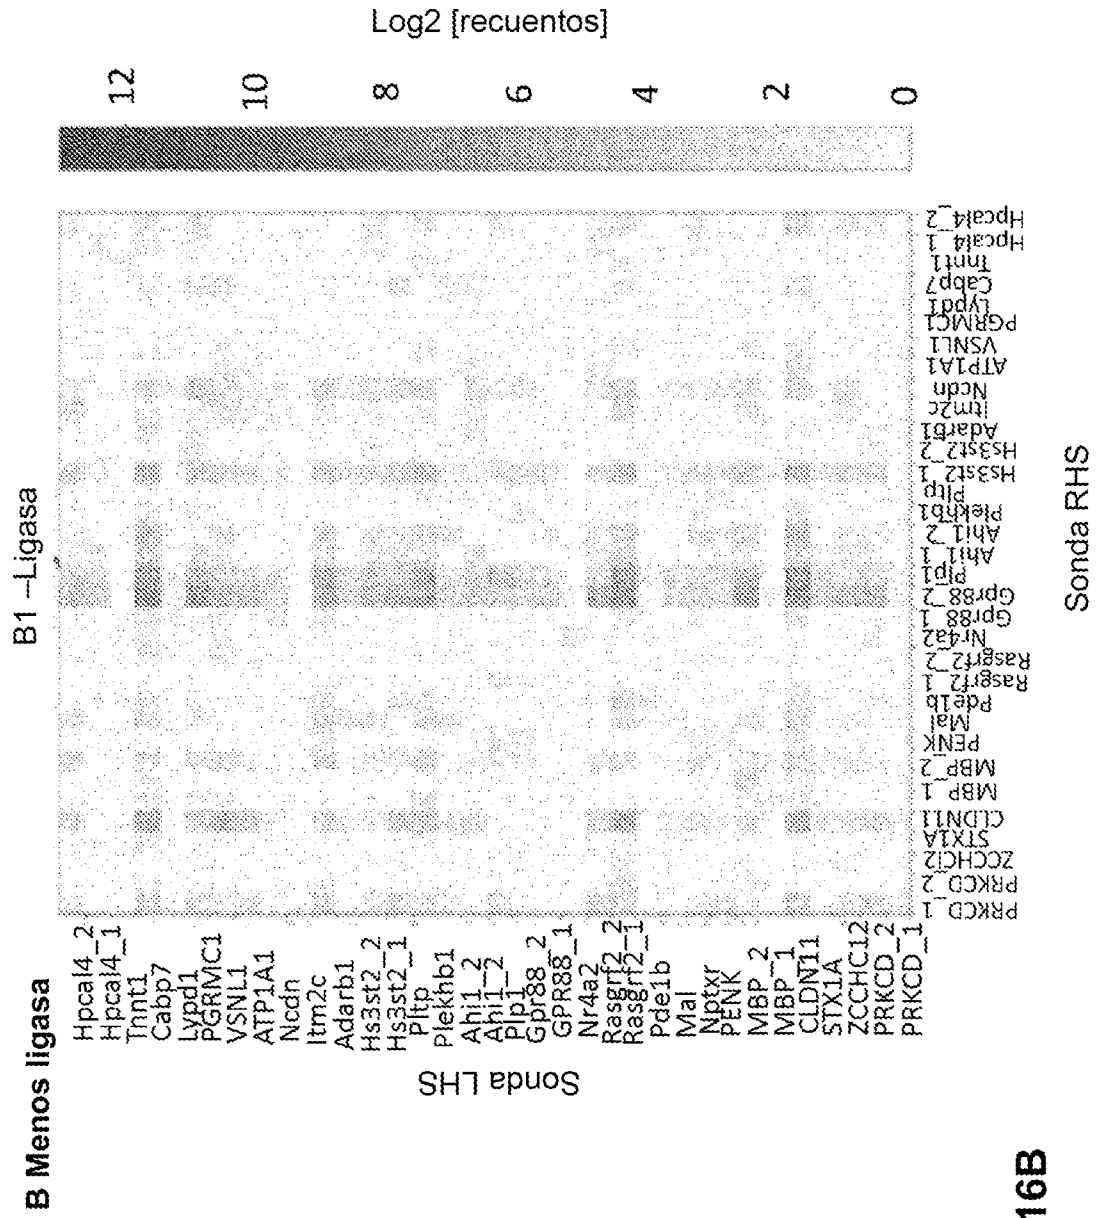 B Menos ligasa
B1 –Ligasa
Log2 [recuentos]
12
10
8
6
4
2
0
Sonda LHS
Hpcal4_2
Hpcal4_1
Tnnt1
Cabp7
Lypd1
PGRMC1
VSNL1
ATP1A1
Ncdn
Itm2c
Adarb1
Hs3st2_2
Hs3st2_1
Pltp
Plekhb1
Ahi1_2
Ahi1_2
Plp1
Gpr88_2
GPR88_1
Nr4a2
Rasgrf2_2
Rasgrf2_1
Pde1b
Mal
Nptxr
PENK
MBP_2
MBP_1
CLDN11
STX1A
ZCCHC12
PRKCD_2
PRKCD_1
Sonda RHS
PRKCD_1
PRKCD_2
ZCCHCl2
STX1A
CLDN11
MBP_1
MBP_2
PENK
Mal
Pde1b
Rasgrf2_1
Rasgrf2_2
Nr4a2
Gpr88_1
Gpr88_2
Plp1
Ahi1_1
Ahi1_2
Plekhb1
Pltp
Hs3st2_1
Hs3st2_2
Adarb1
Itm2c
Ncdn
ATP1A1
VSNL1
PGRMC1
Lypd1
Cabp7
Tnnt1
Hpcal4_1
Hpcal4_2
16B